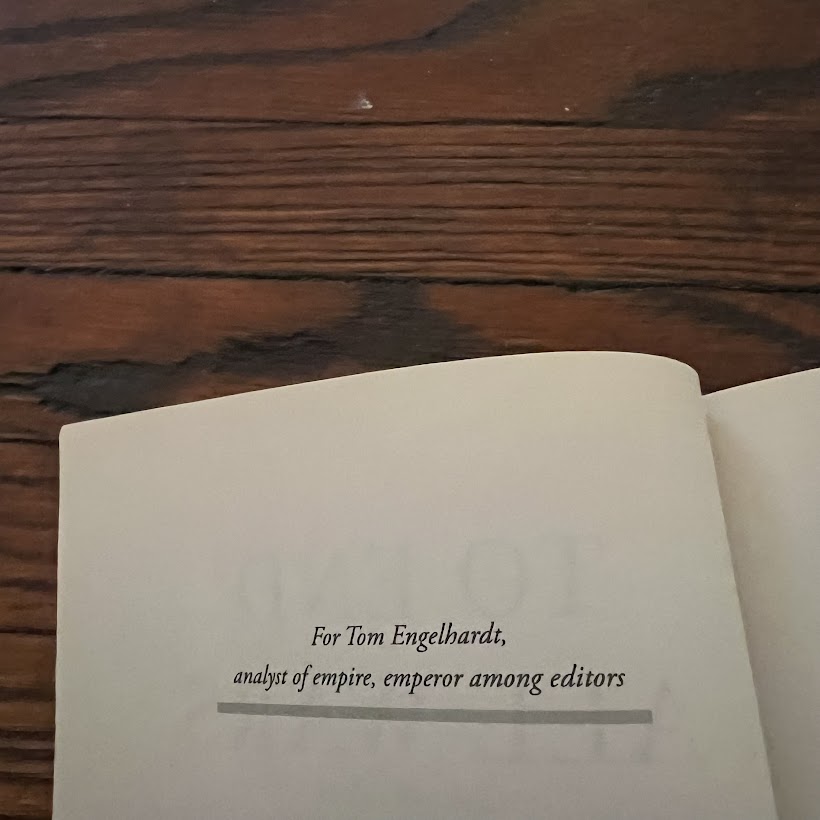 For Tom Engelhardt,
analyst of empire, emperor among editors